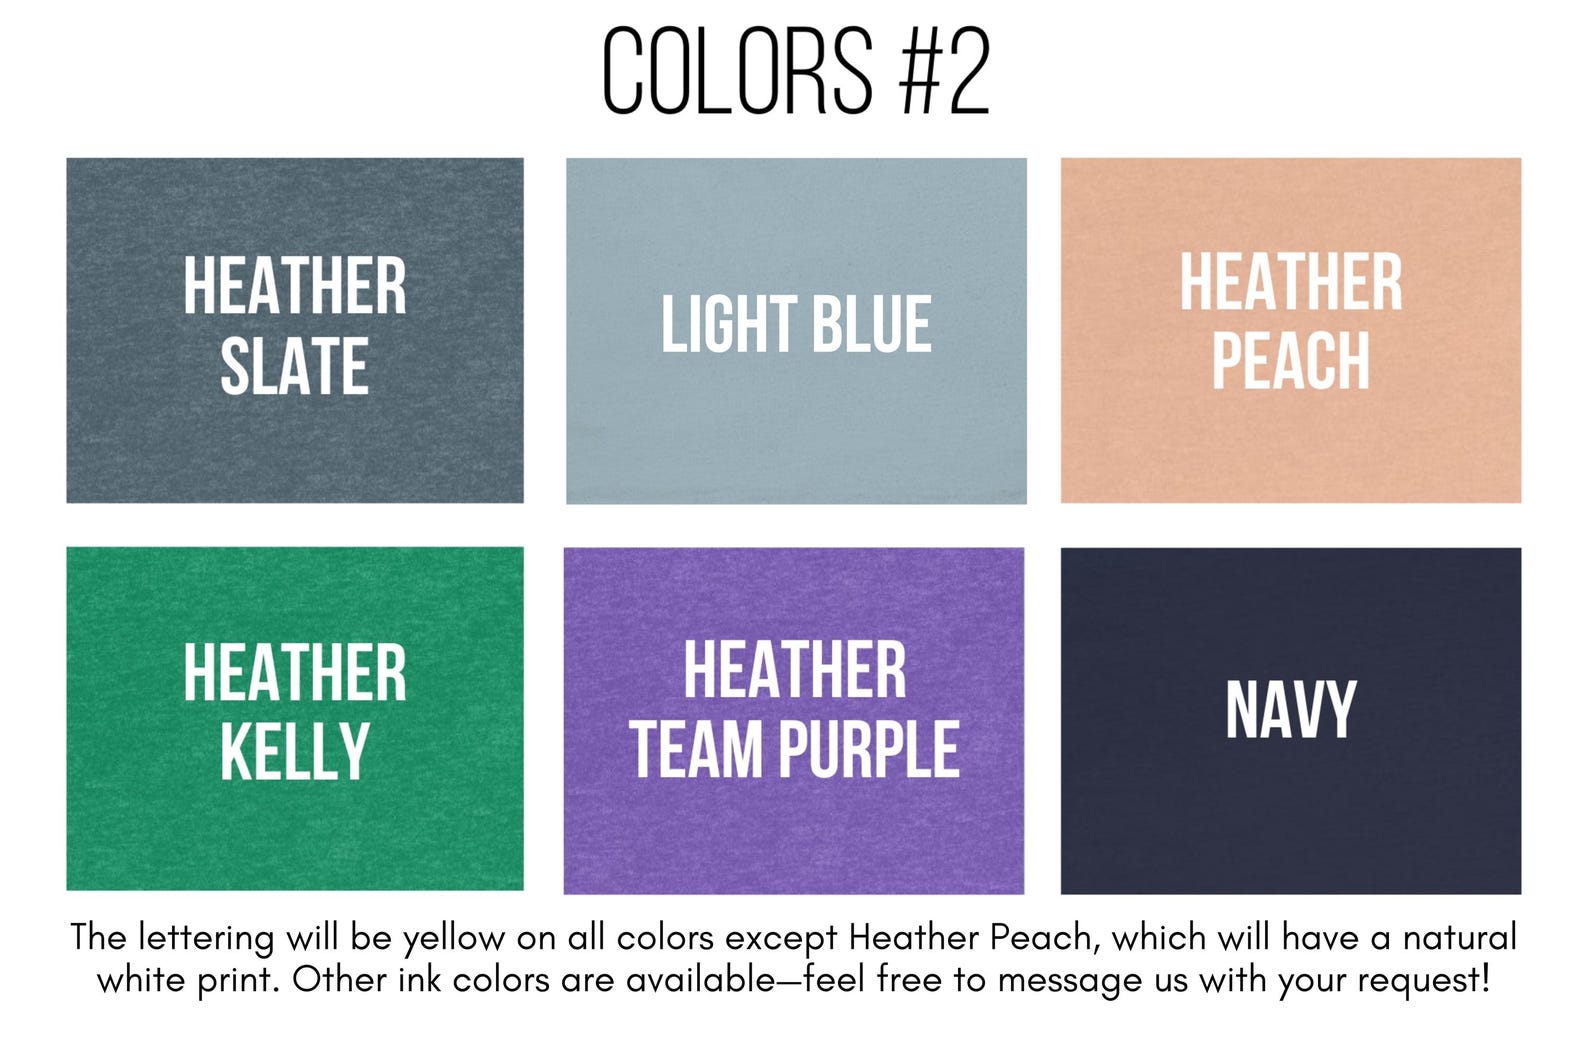 COLORS #2
HEATHER
SLATE
LIGHT BLUE
HEATHER
PEACH
HEATHER
KELLY
HEATHER
TEAM PURPLE
NAVY
The lettering will be yellow on all colors except Heather Peach, which will have a natural
white print. Other ink colors are available—feel free to message us with your request!